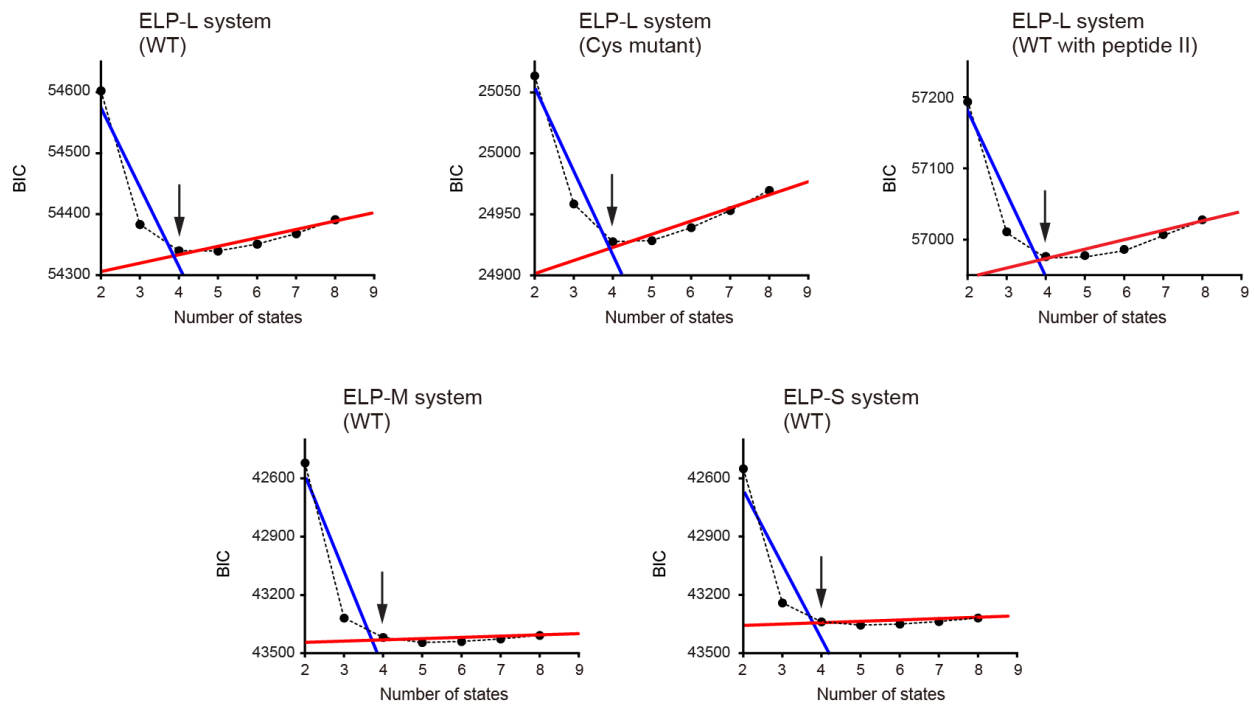 ELP-L system
(WT)
54600
54500
54400
54300
BIC
2 3 4 5 6 7 8 9
Number of states
ELP-L system
(Cys mutant)
25050
25000
24950
24900
BIC
2 3 4 5 6 7 8 9
Number of states
ELP-L system
(WT with peptide II)
57200
57100
57000
BIC
2 3 4 5 6 7 8 9
Number of states
ELP-M system
(WT)
42600
42900
43200
43500
BIC
2 3 4 5 6 7 8 9
Number of states
ELP-S system
(WT)
42600
42900
43200
43500
BIC
2 3 4 5 6 7 8 9
Number of states